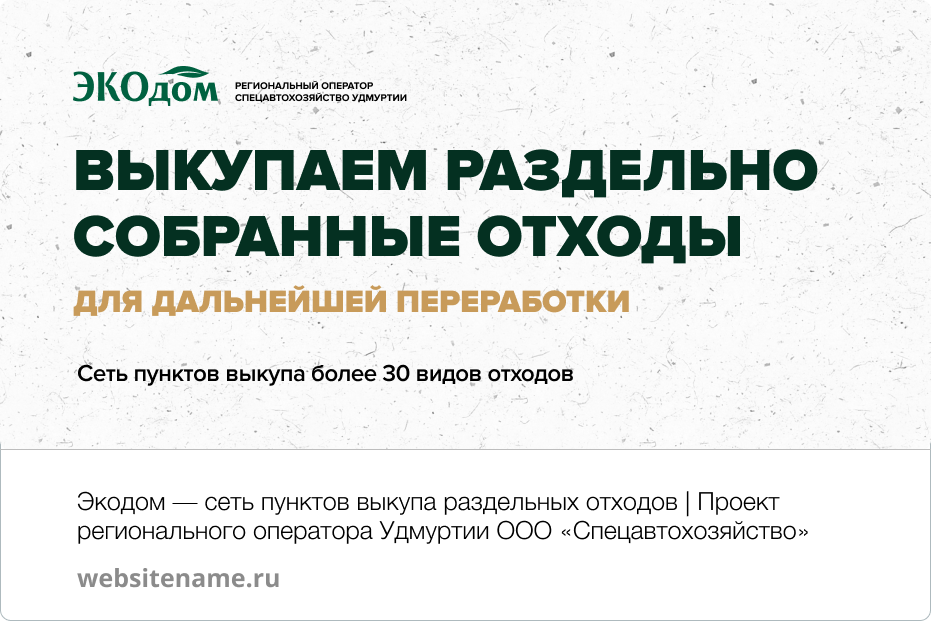 ЭКОдом
РЕГИОНАЛЬНЫЙ ОПЕРАТОР
СПЕЦАВТОХОЗЯЙСТВО УДМУРТИИ
ВЫКУПАЕМ РАЗДЕЛЬНО
СОБРАННЫЕ ОТХОДЫ
ДЛЯ ДАЛЬНЕЙШЕЙ ПЕРЕРАБОТКИ
Сеть пунктов выкупа более 30 видов отходов
Экодом — сеть пунктов выкупа раздельных отходов | Проект
регионального оператора Удмуртии ООО «Спецавтохозяйство»
websitename.ru